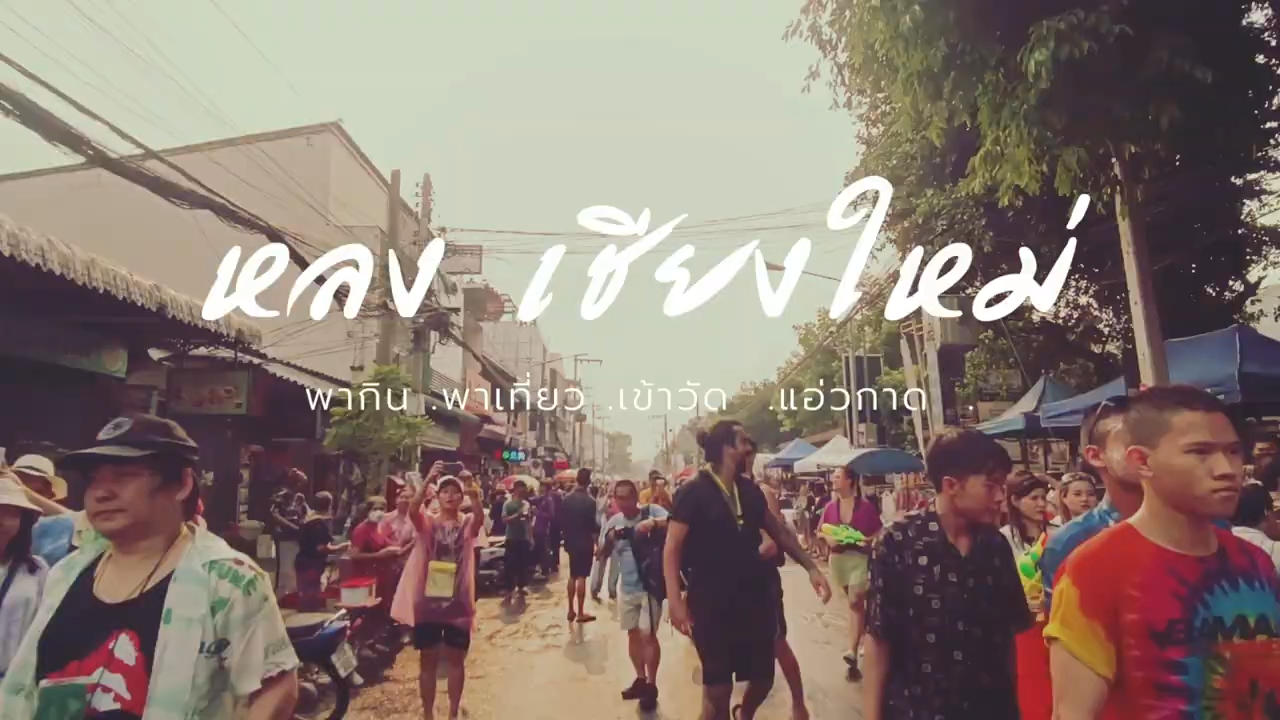 หลง เชียงใหม่
พากิน .พาเที่ยว .เข้าวัด .แอ่วกาด